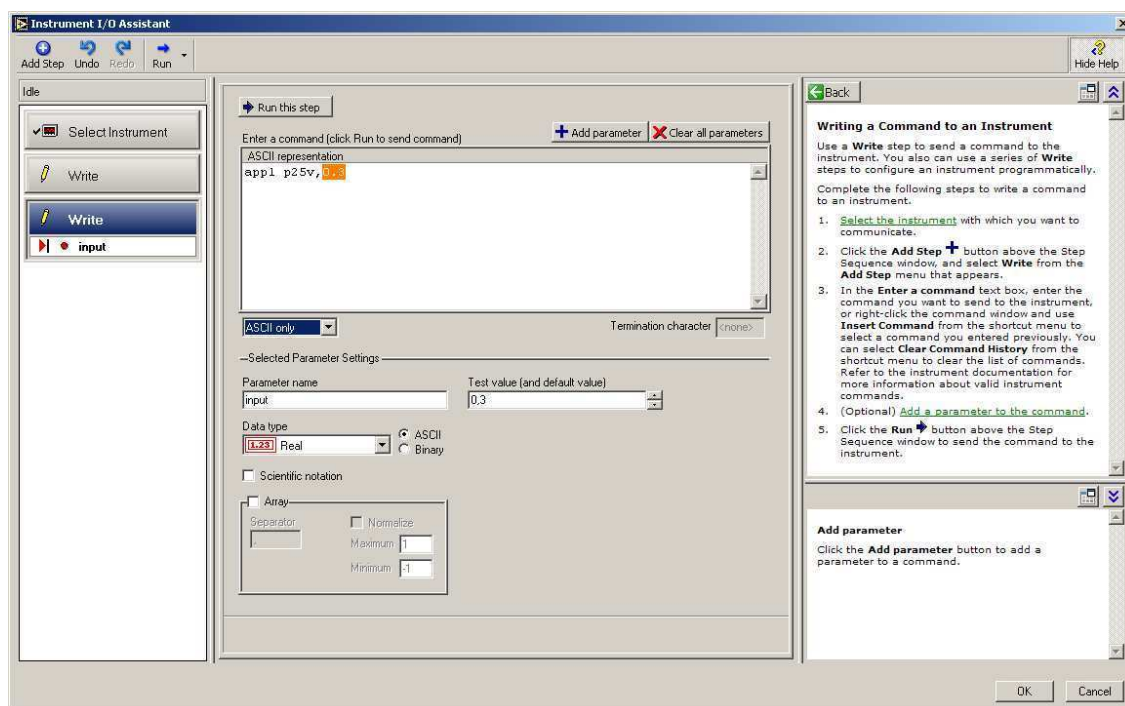 Instrument I/O Assistant
Add Step Undo Redo Run
Hide Help
Idle
Select Instrument
Write
Write
input
Run this step
Enter a command (click Run to send command)
Add parameter
Clear all parameters
ASCII representation
appl p25v,0.3
ASCII only
Termination character <none>
Selected Parameter Settings
Parameter name
input
Test value (and default value)
0,3
Data type
1.23 Real
ASCII
Binary
Scientific notation
Array
Separator
,
Normalize
Maximum 1
Minimum -1
Back
Writing a Command to an Instrument
Use a Write step to send a command to the
instrument. You also can use a series of Write
steps to configure an instrument programmatically.
Complete the following steps to write a command
to an instrument.
1. Select the instrument with which you want to
communicate.
2. Click the Add Step button above the Step
Sequence window, and select Write from the
Add Step menu that appears.
3. In the Enter a command text box, enter the
command you want to send to the instrument,
or right-click the command window and use
Insert Command from the shortcut menu to
select a command you entered previously. You
can select Clear Command History from the
shortcut menu to clear the list of commands.
Refer to the instrument documentation for
more information about valid instrument
commands.
4. (Optional) Add a parameter to the command.
5. Click the Run button above the Step
Sequence window to send the command to the
instrument.
Add parameter
Click the Add parameter button to add a
parameter to a command.
OK
Cancel